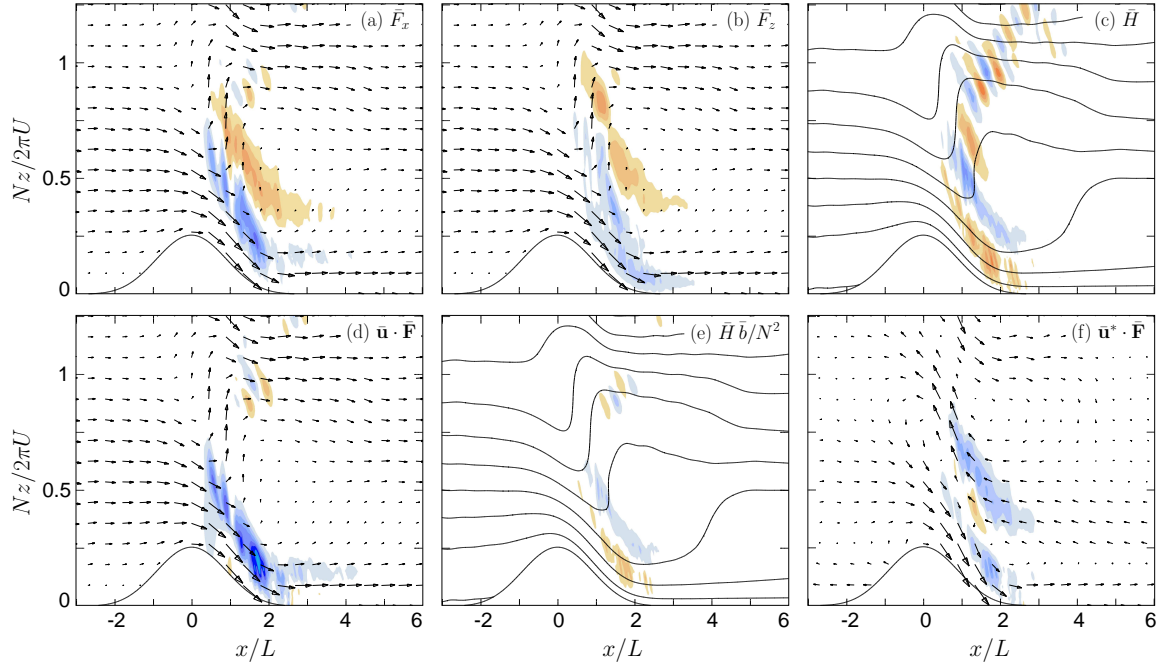 (a) F̄ₓ
(b) F̄_z
(c) H̄
1
0.5
0
Nz/2πU
(d) ū · F̄
(e) H̄ b̄/N²
(f) ū* · F̄
1
0.5
0
Nz/2πU
-2 0 2 4 6
-2 0 2 4 6
-2 0 2 4 6
x/L
x/L
x/L